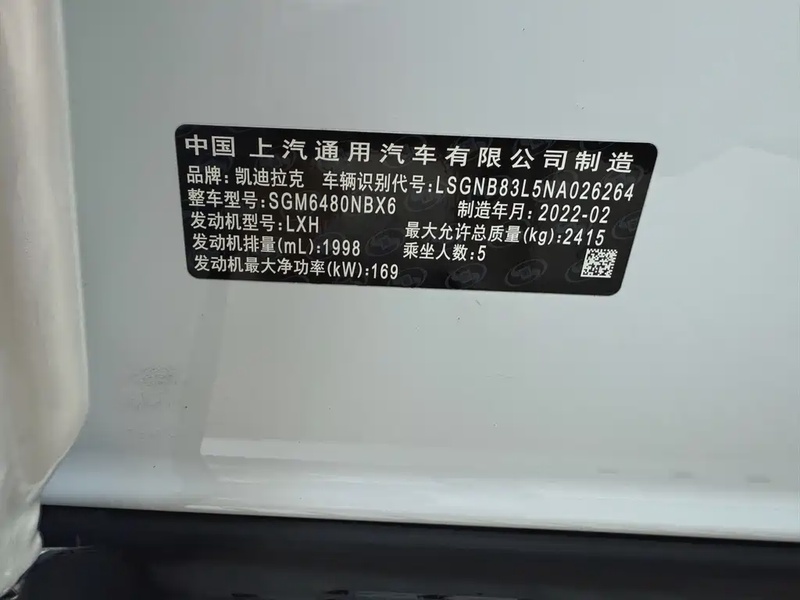 中国 上汽通用汽车有限公司制造
品牌:凯迪拉克 车辆识别代号:LSGNB83L5NA026264
整车型号:SGM6480NBX6 制造年月:2022-02
发动机型号:LXH 最大允许总质量(kg):2415
发动机排量(mL):1998 乘坐人数:5
发动机最大净功率(kW):169